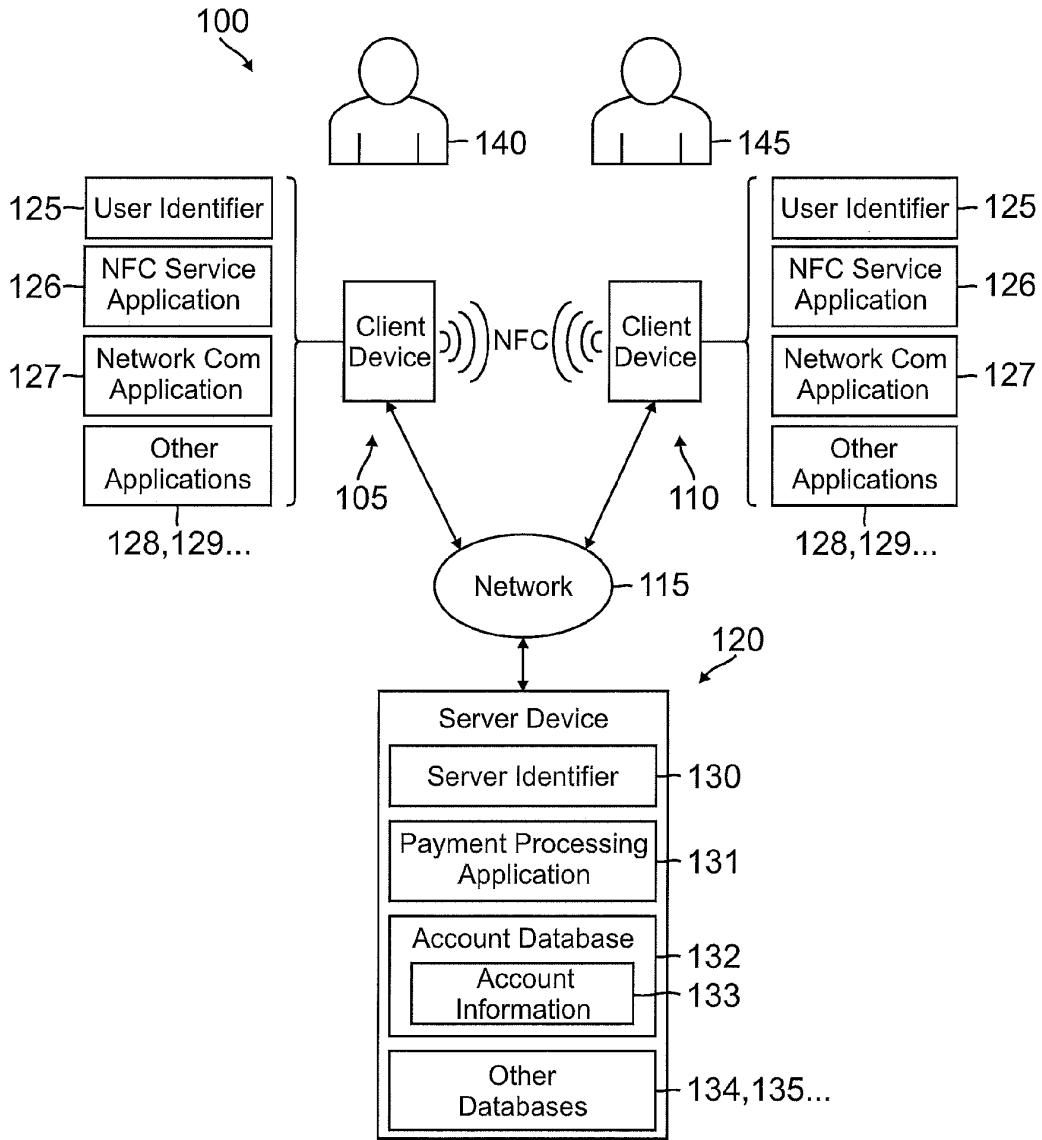 100
140
145
125
User Identifier
User Identifier
125
126
NFC Service
Application
NFC Service
Application
126
Client
Device
NFC
Client
Device
127
Network Com
Application
Network Com
Application
127
Other
Applications
Other
Applications
105
110
128,129...
128,129...
Network
115
120
Server Device
Server Identifier
130
Payment Processing
Application
131
Account Database
132
Account
Information
133
Other
Databases
134,135...